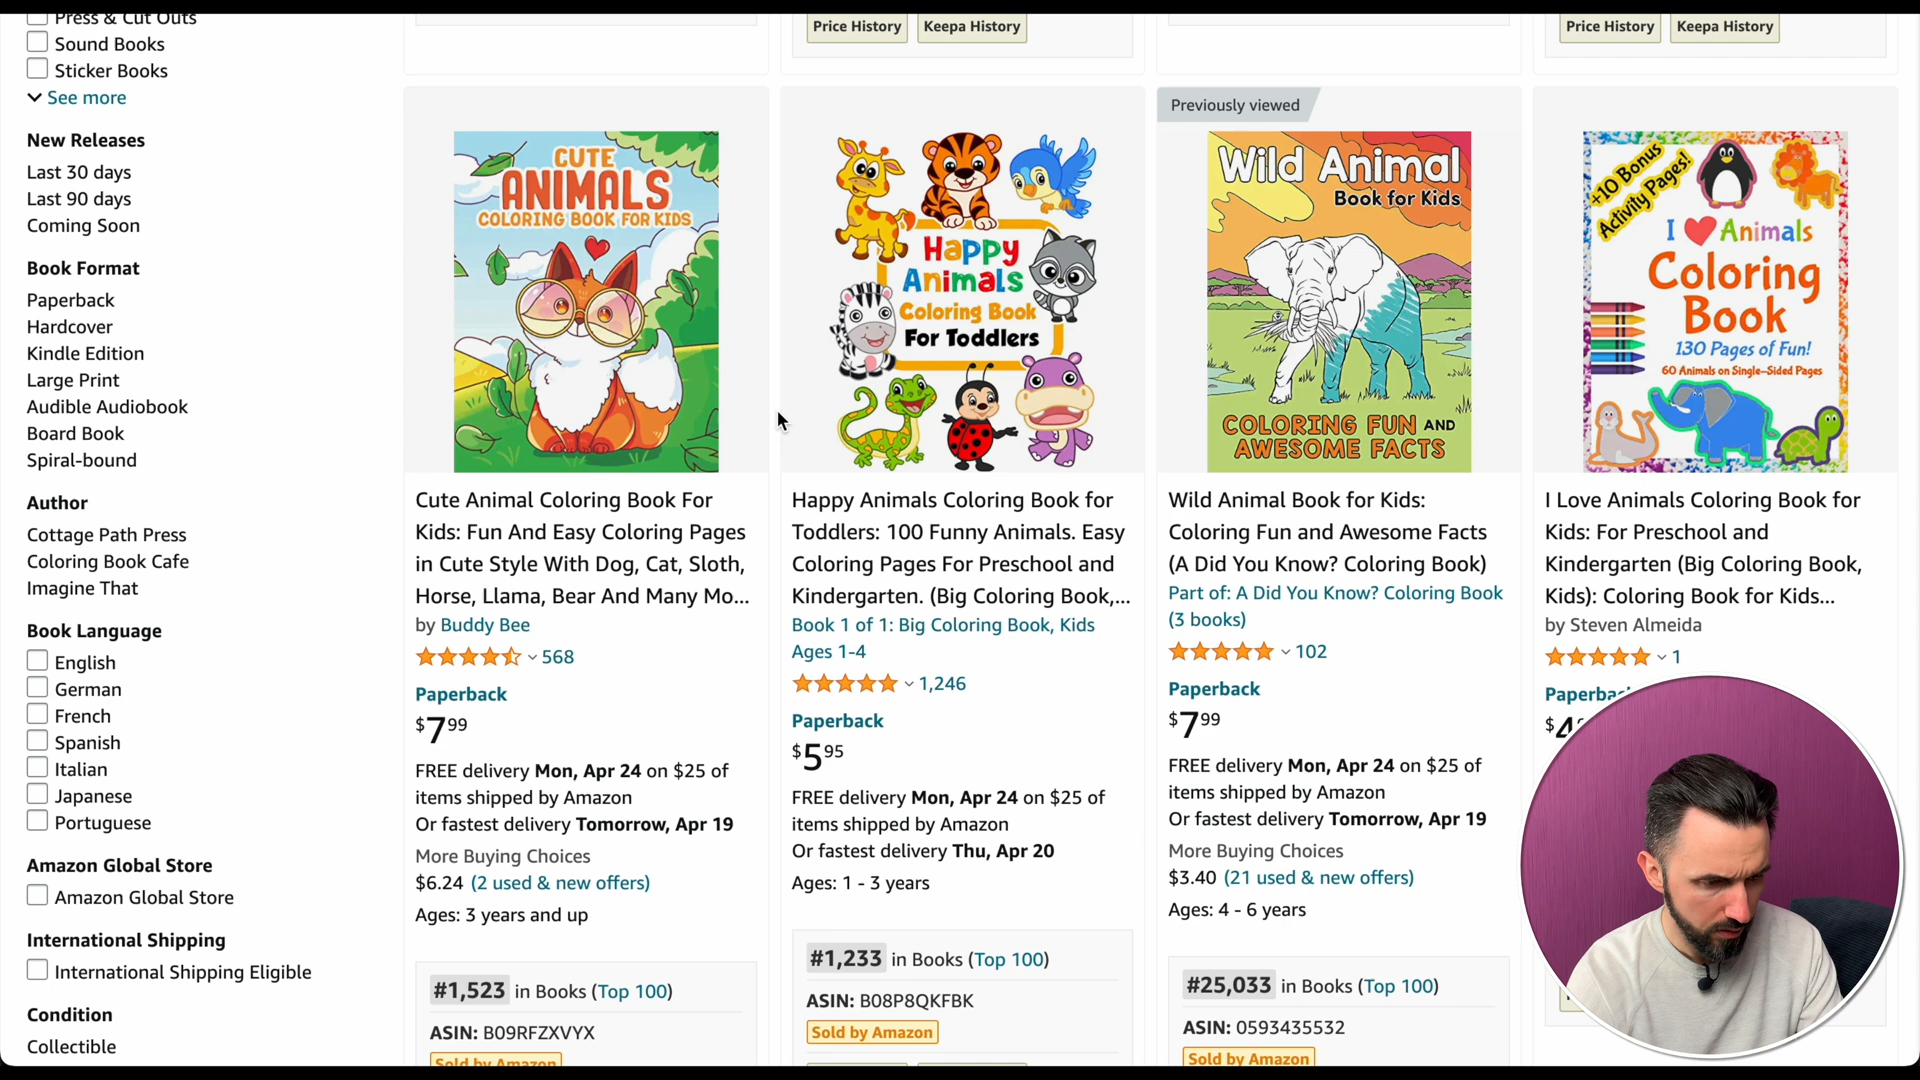 Press & Cut Outs
Sound Books
Sticker Books
See more
New Releases
Last 30 days
Last 90 days
Coming Soon
Book Format
Paperback
Hardcover
Kindle Edition
Large Print
Audible Audiobook
Board Book
Spiral-bound
Author
Cottage Path Press
Coloring Book Cafe
Imagine That
Book Language
English
German
French
Spanish
Italian
Japanese
Portuguese
Amazon Global Store
Amazon Global Store
International Shipping
International Shipping Eligible
Condition
Collectible
Price History
Keepa History
Price History
Keepa History
CUTE
ANIMALS
COLORING BOOK FOR KIDS
Cute Animal Coloring Book For
Kids: Fun And Easy Coloring Pages
in Cute Style With Dog, Cat, Sloth,
Horse, Llama, Bear And Many Mo...
by Buddy Bee
568
Paperback
$7.99
FREE delivery Mon, Apr 24 on $25 of
items shipped by Amazon
Or fastest delivery Tomorrow, Apr 19
More Buying Choices
$6.24 (2 used & new offers)
Ages: 3 years and up
#1,523 in Books (Top 100)
ASIN: B09RFZXVYX
Sold by Amazon
Happy
Animals
Coloring Book
For Toddlers
Happy Animals Coloring Book for
Toddlers: 100 Funny Animals. Easy
Coloring Pages For Preschool and
Kindergarten. (Big Coloring Book,...
Book 1 of 1: Big Coloring Book, Kids
Ages 1-4
1,246
Paperback
$5.95
FREE delivery Mon, Apr 24 on $25 of
items shipped by Amazon
Or fastest delivery Thu, Apr 20
Ages: 1 - 3 years
#1,233 in Books (Top 100)
ASIN: B08P8QKFBK
Sold by Amazon
Previously viewed
Wild Animal
Book for Kids
COLORING FUN AND
AWESOME FACTS
Wild Animal Book for Kids:
Coloring Fun and Awesome Facts
(A Did You Know? Coloring Book)
Part of: A Did You Know? Coloring Book
(3 books)
102
Paperback
$7.99
FREE delivery Mon, Apr 24 on $25 of
items shipped by Amazon
Or fastest delivery Tomorrow, Apr 19
More Buying Choices
$3.40 (21 used & new offers)
Ages: 4 - 6 years
#25,033 in Books (Top 100)
ASIN: 0593435532
Sold by Amazon
+10 Bonus
Activity Pages!
I Animals
Coloring
Book
130 Pages of Fun!
60 Animals on Single-Sided Pages
I Love Animals Coloring Book for
Kids: For Preschool and
Kindergarten (Big Coloring Book,
Kids): Coloring Book for Kids...
by Steven Almeida
1